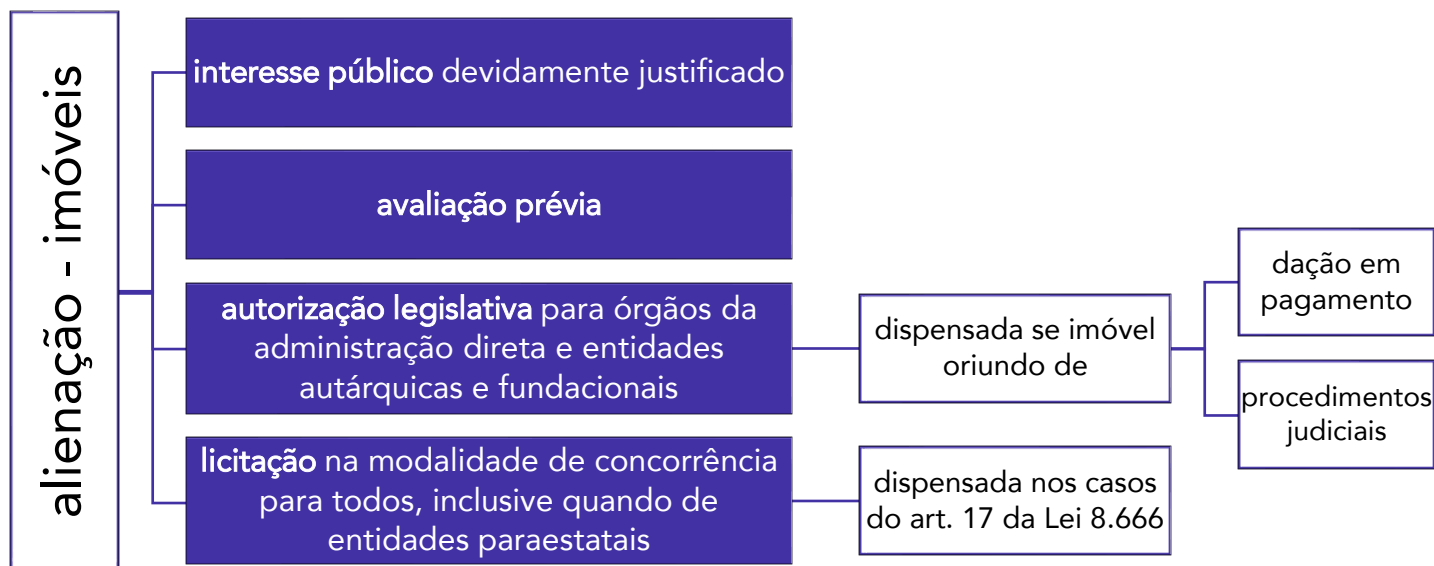 alienação - imóveis
interesse público devidamente justificado
avaliação prévia
autorização legislativa para órgãos da
administração direta e entidades
autárquicas e fundacionais
dispensada se imóvel
oriundo de
dação em
pagamento
procedimentos
judiciais
licitação na modalidade de concorrência
para todos, inclusive quando de
entidades paraestatais
dispensada nos casos
do art. 17 da Lei 8.666